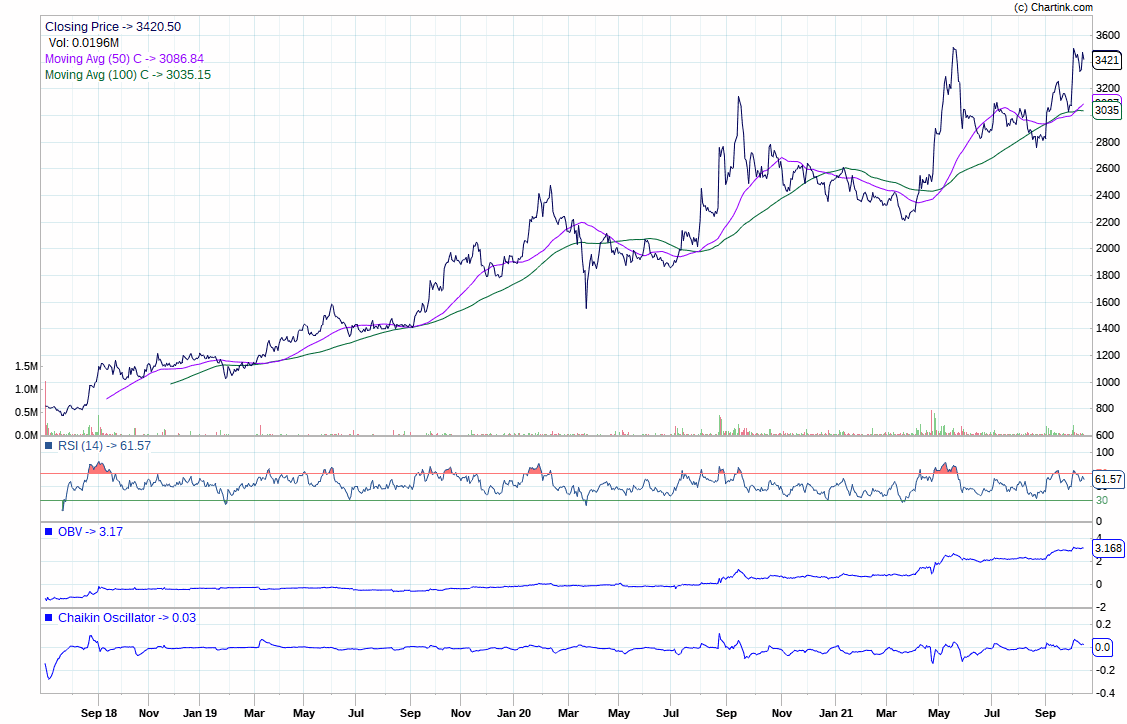 (c) Chartink.com
Closing Price -> 3420.50
Vol: 0.0196M
Moving Avg (50) C -> 3086.84
Moving Avg (100) C -> 3035.15
3600
3421
3200
3035
2800
2600
2400
2200
2000
1800
1600
1400
1200
1000
800
600
1.5M
1.0M
0.5M
0.0M
RSI (14) -> 61.57
100
61.57
30
0
OBV -> 3.17
4
3.168
2
0
-2
Chaikin Oscillator -> 0.03
0.2
0.0
-0.2
-0.4
Sep 18 Nov Jan 19 Mar May Jul Sep Nov Jan 20 Mar May Jul Sep Nov Jan 21 Mar May Jul Sep